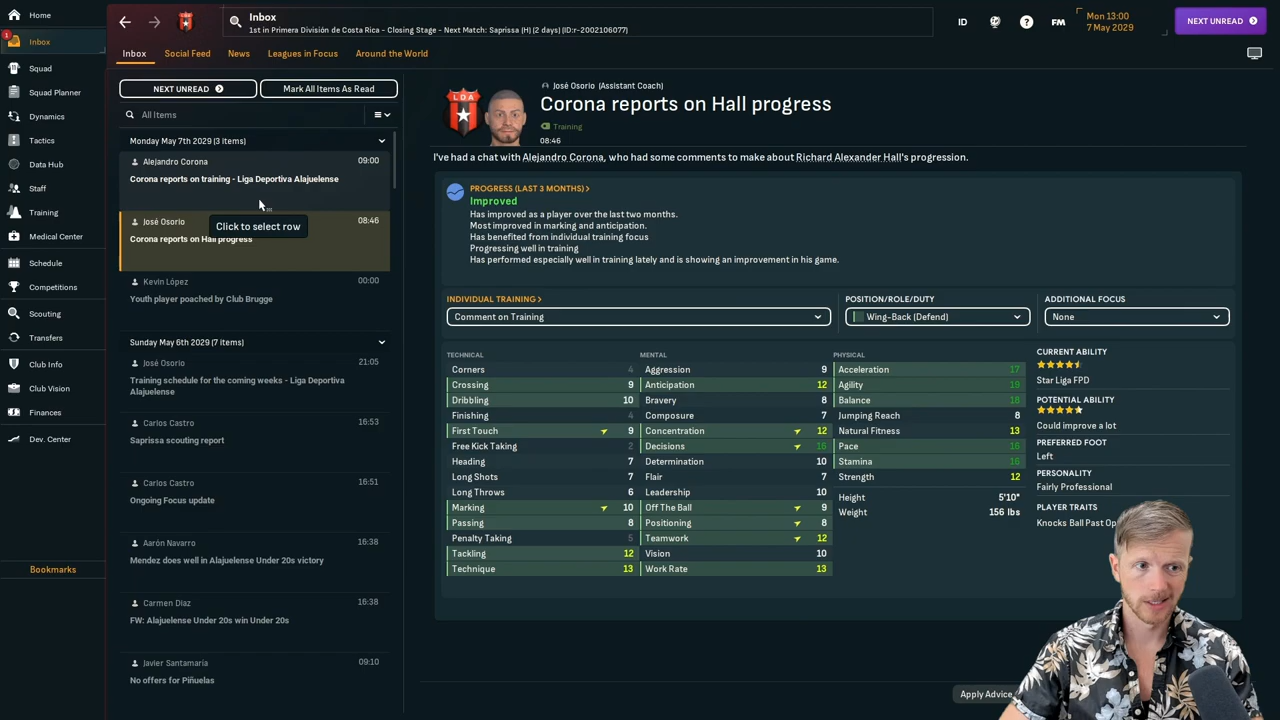 Home
Inbox
1st in Primera División de Costa Rica - Closing Stage - Next Match: Saprissa (H) (2 days) (ID:r-2002106077)
ID
FM
Mon 13:00
7 May 2029
NEXT UNREAD
1
Inbox
Squad
Squad Planner
Dynamics
Tactics
Data Hub
Staff
Training
Medical Center
Schedule
Competitions
Scouting
Transfers
Club Info
Club Vision
Finances
Dev. Center
Bookmarks
Inbox
Social Feed
News
Leagues in Focus
Around the World
NEXT UNREAD
Mark All Items As Read
All Items
Monday May 7th 2029 (3 items)
Alejandro Corona
09:00
Corona reports on training - Liga Deportiva Alajuelense
José Osorio
08:46
Click to select row
Corona reports on Hall progress
Kevin López
00:00
Youth player poached by Club Brugge
Sunday May 6th 2029 (7 items)
José Osorio
21:05
Training schedule for the coming weeks - Liga Deportiva
Alajuelense
Carlos Castro
16:53
Saprissa scouting report
Carlos Castro
16:51
Ongoing Focus update
Aarón Navarro
16:38
Mendez does well in Alajuelense Under 20s victory
Carmen Díaz
16:38
FW: Alajuelense Under 20s win Under 20s
Javier Santamaría
09:10
No offers for Piñuelas
LDA
José Osorio (Assistant Coach)
Corona reports on Hall progress
Training
08:46
I've had a chat with Alejandro Corona, who had some comments to make about Richard Alexander Hall's progression.
PROGRESS (LAST 3 MONTHS) >
Improved
Has improved as a player over the last two months.
Most improved in marking and anticipation.
Has benefited from individual training focus
Progressing well in training
Has performed especially well in training lately and is showing an improvement in his game.
INDIVIDUAL TRAINING >
Comment on Training
POSITION/ROLE/DUTY
Wing-Back (Defend)
ADDITIONAL FOCUS
None
TECHNICAL
Corners 4
Crossing 9
Dribbling 10
Finishing 4
First Touch 9
Free Kick Taking 2
Heading 7
Long Shots 7
Long Throws 6
Marking 10
Passing 8
Penalty Taking 5
Tackling 12
Technique 13
MENTAL
Aggression 9
Anticipation 12
Bravery 8
Composure 7
Concentration 12
Decisions 16
Determination 10
Flair 7
Leadership 10
Off The Ball 9
Positioning 8
Teamwork 12
Vision 10
Work Rate 13
PHYSICAL
Acceleration 17
Agility 19
Balance 18
Jumping Reach 8
Natural Fitness 13
Pace 16
Stamina 16
Strength 12
Height 5'10"
Weight 156 lbs
CURRENT ABILITY
Star Liga FPD
POTENTIAL ABILITY
Could improve a lot
PREFERRED FOOT
Left
PERSONALITY
Fairly Professional
PLAYER TRAITS
Knocks Ball Past Op
Apply Advice